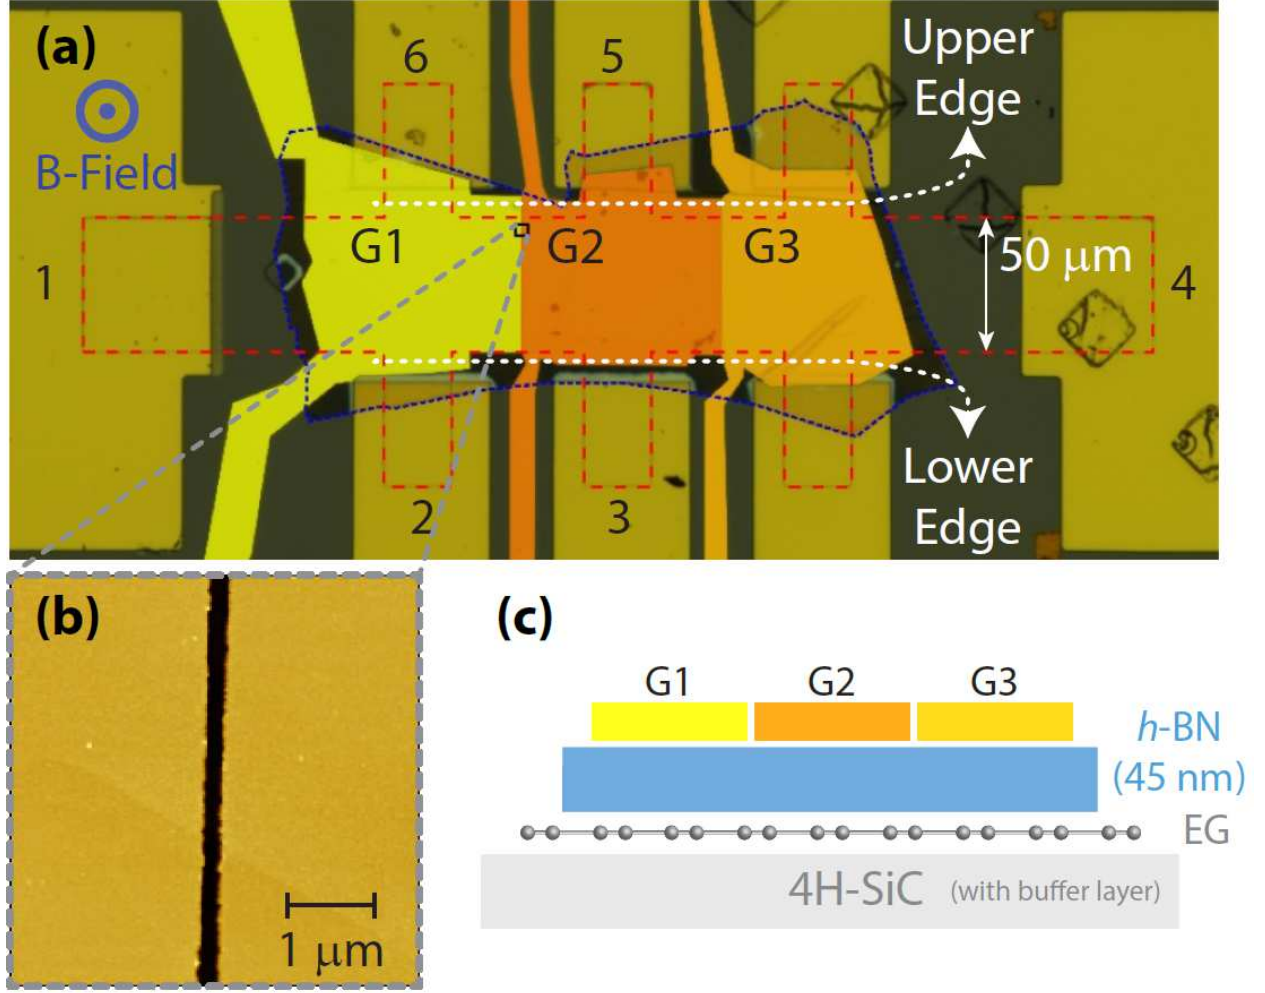 (a)
6
5
Upper
Edge
B-Field
1
G1
G2
G3
50 μm
4
2
3
Lower
Edge
(b)
1 μm
(c)
G1
G2
G3
h-BN
(45 nm)
EG
4H-SiC (with buffer layer)